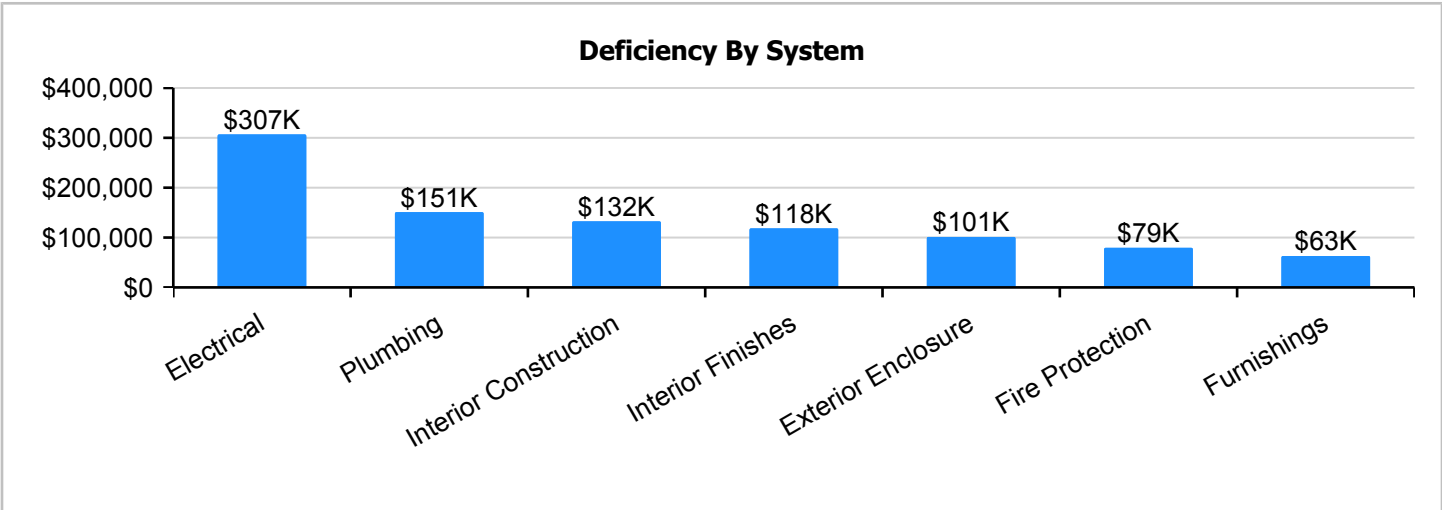 Deficiency By System
$400,000
$300,000
$200,000
$100,000
$0
$307K
$151K
$132K
$118K
$101K
$79K
$63K
Electrical
Plumbing
Interior Construction
Interior Finishes
Exterior Enclosure
Fire Protection
Furnishings